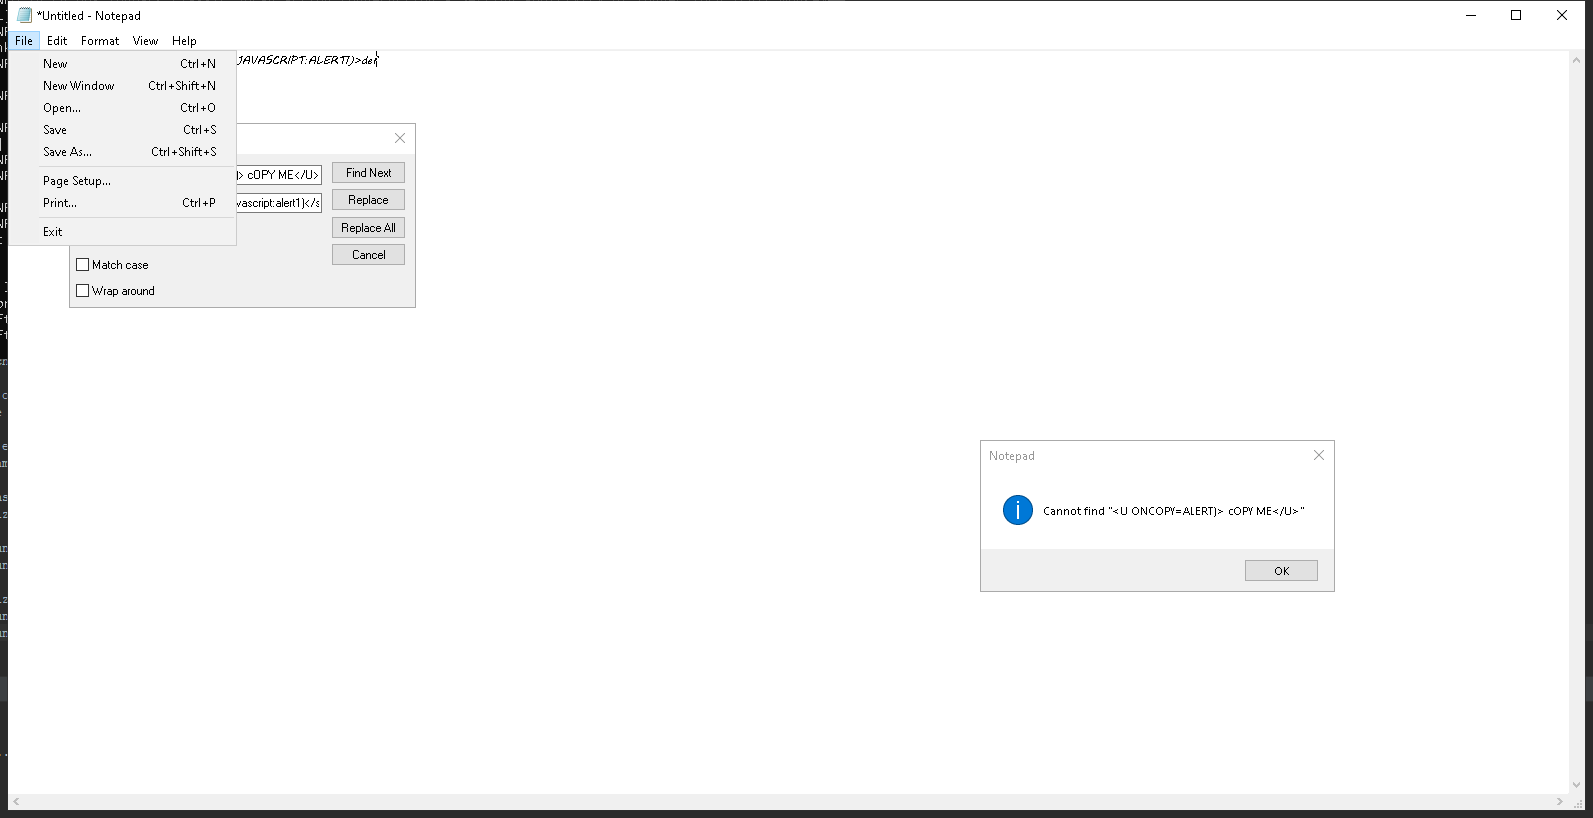 *Untitled - Notepad
File Edit Format View Help
JAVASCRIPT:ALERT1)>der
New Ctrl+N
New Window Ctrl+Shift+N
Open... Ctrl+O
Save Ctrl+S
Save As... Ctrl+Shift+S
Page Setup...
Print... Ctrl+P
Exit
)> cOPY ME</U>
vascript:alert1)</s
Find Next
Replace
Replace All
Cancel
Match case
Wrap around
Notepad
Cannot find "<U ONCOPY=ALERT)> cOPY ME</U>"
OK